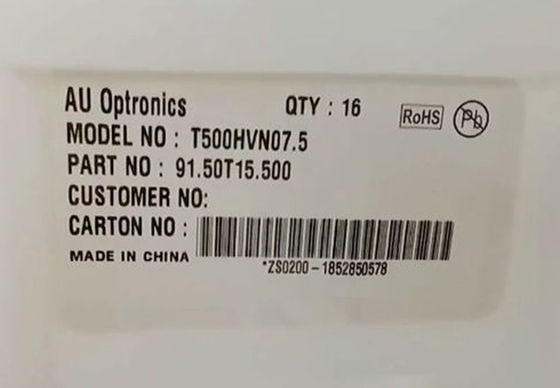 AU Optronics QTY : 16 RoHS Pb
MODEL NO : T500HVN07.5
PART NO : 91.50T15.500
CUSTOMER NO:
CARTON NO :
MADE IN CHINA
*ZS0200-1852850578